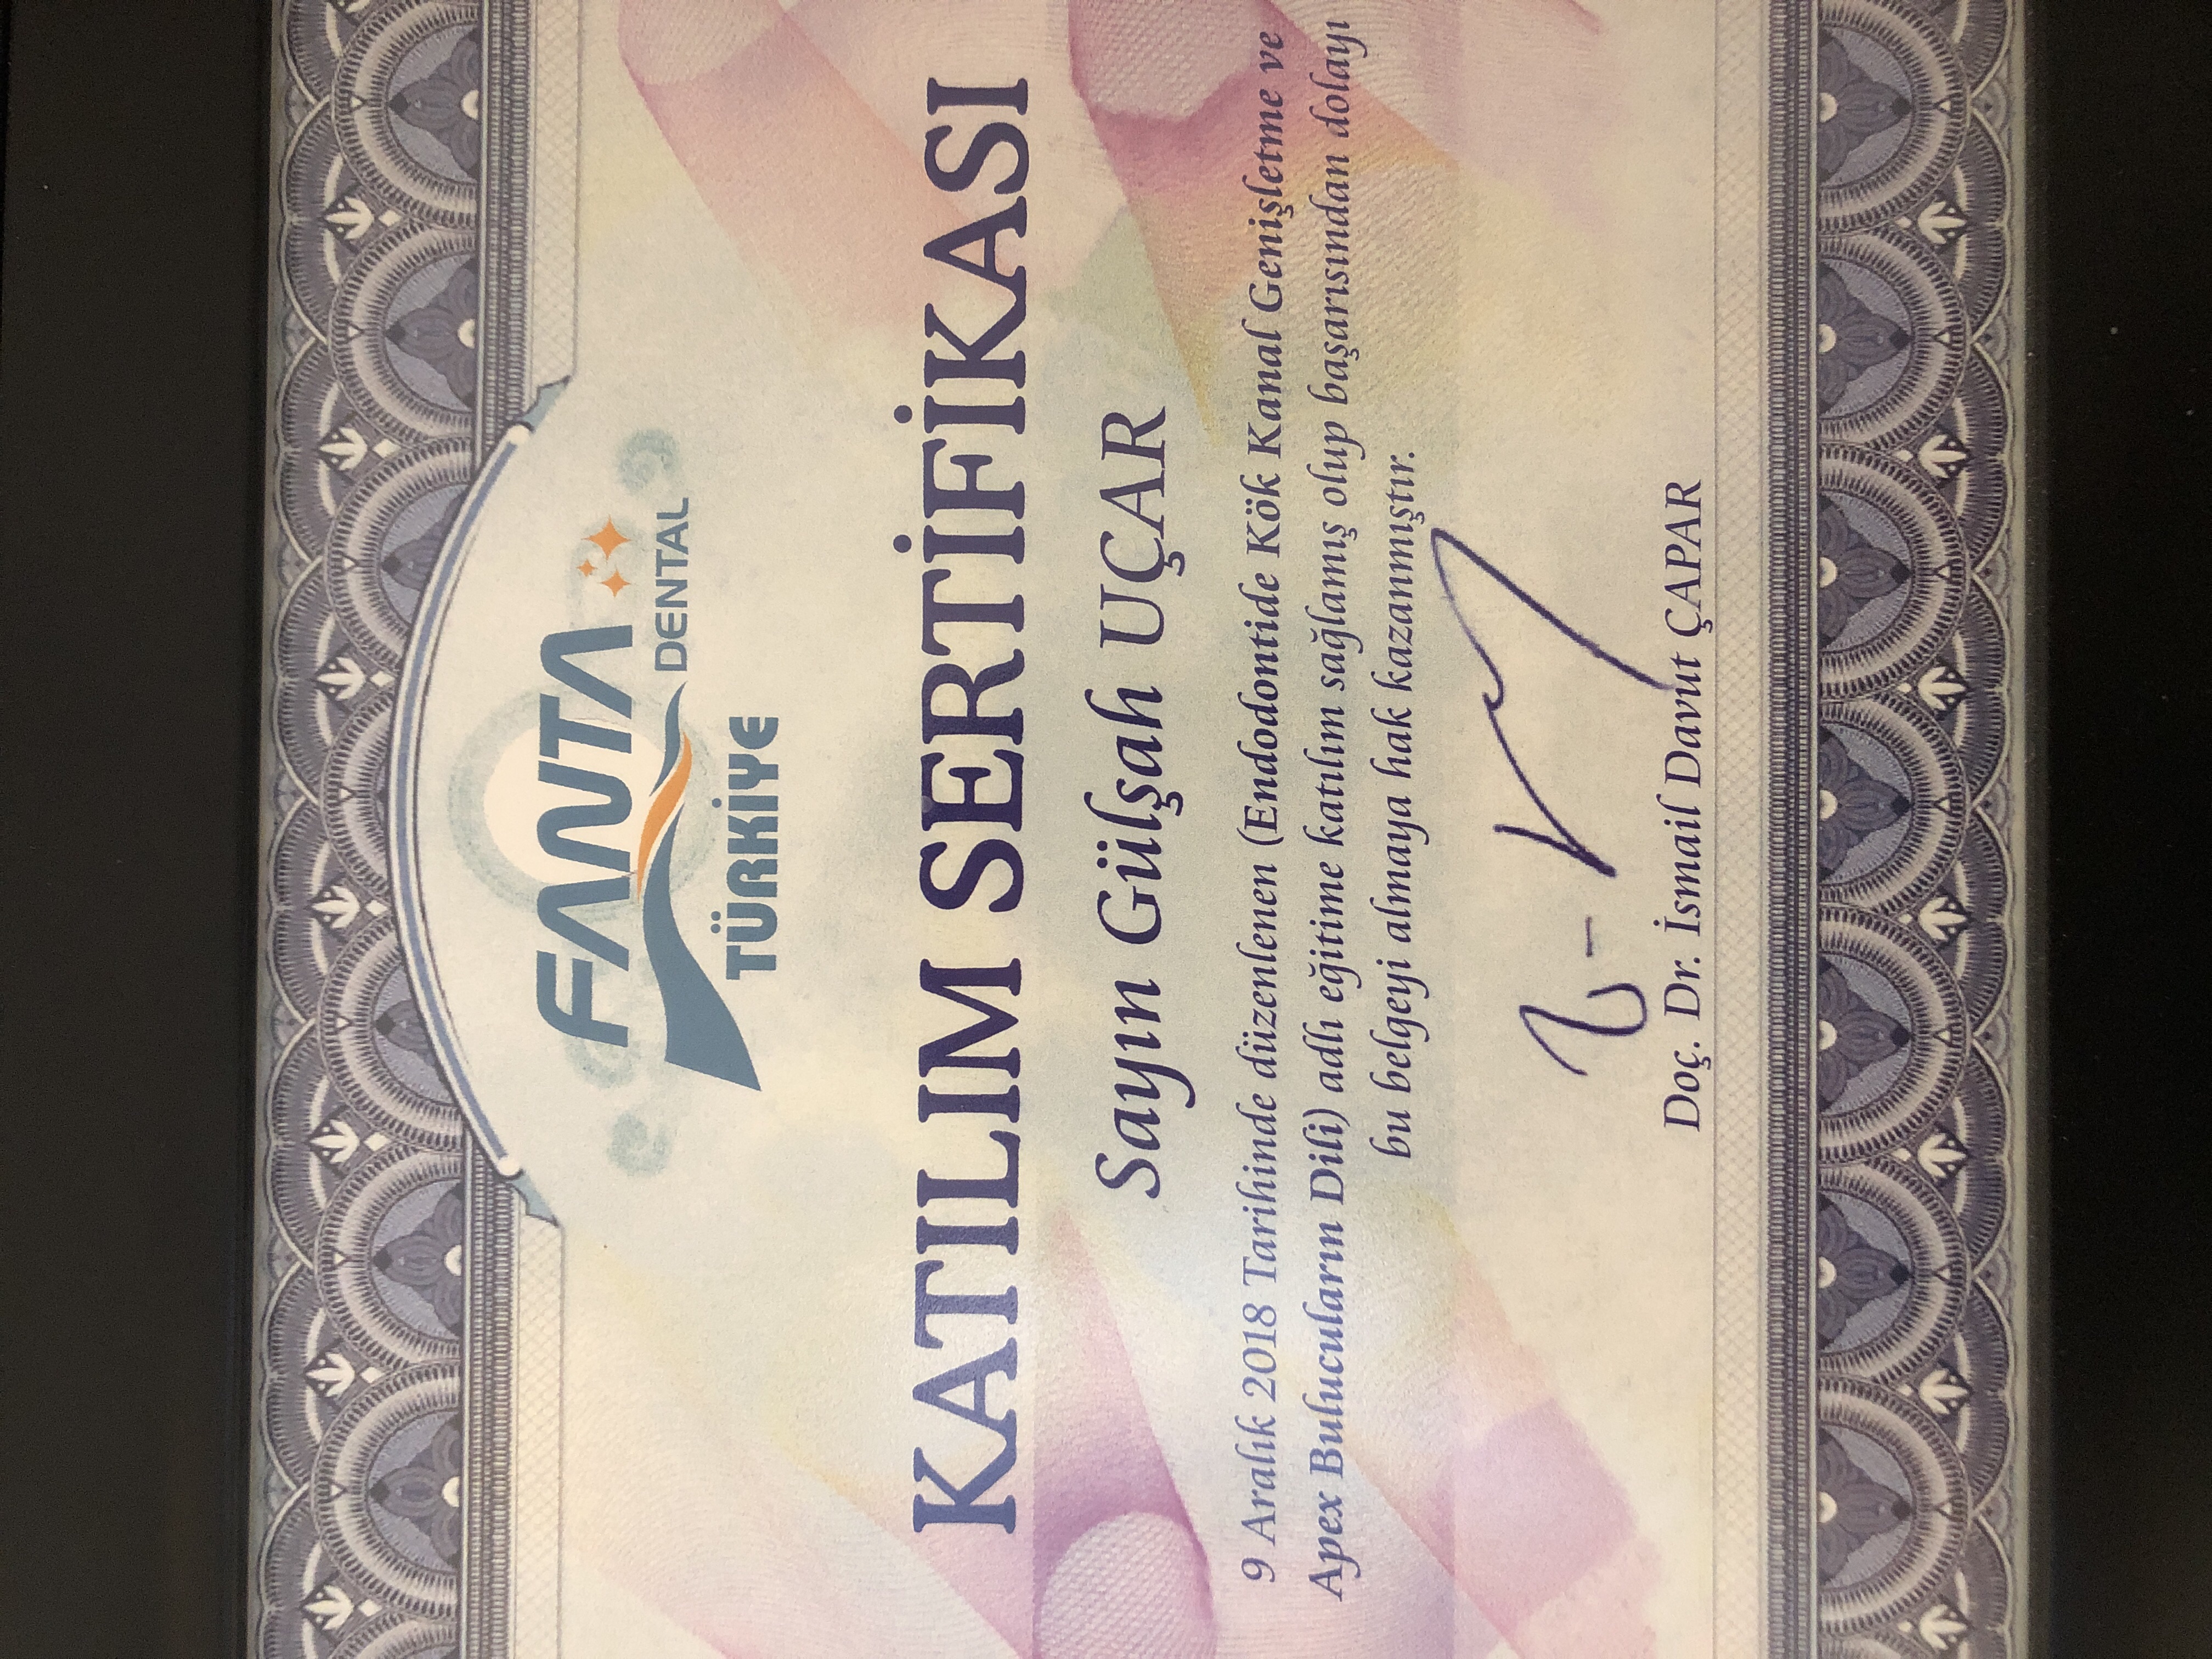 FANTA
DENTAL
TÜRKİYE
KATILIM SERTİFİKASI
Sayın Gülşah UÇAR
9 Aralık 2018 Tarihinde düzenlenen (Endodontide Kök Kanal Genişletme ve
Apex Bulucuların Dili) adlı eğitime katılım sağlamış olup başarısından dolayı
bu belgeyi almaya hak kazanmıştır.
Doç. Dr. İsmail Davut ÇAPAR